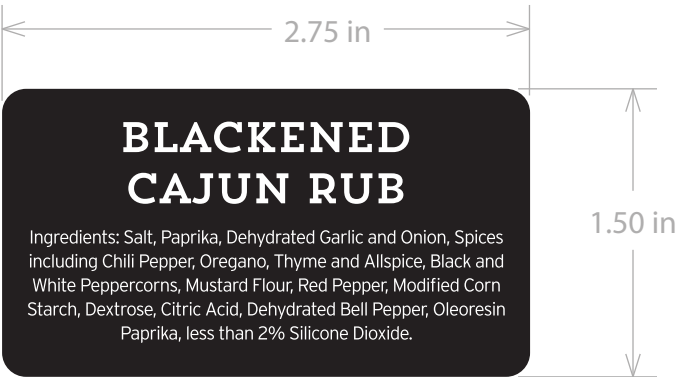 2.75 in
BLACKENED
CAJUN RUB
1.50 in
Ingredients: Salt, Paprika, Dehydrated Garlic and Onion, Spices
including Chili Pepper, Oregano, Thyme and Allspice, Black and
White Peppercorns, Mustard Flour, Red Pepper, Modified Corn
Starch, Dextrose, Citric Acid, Dehydrated Bell Pepper, Oleoresin
Paprika, less than 2% Silicone Dioxide.